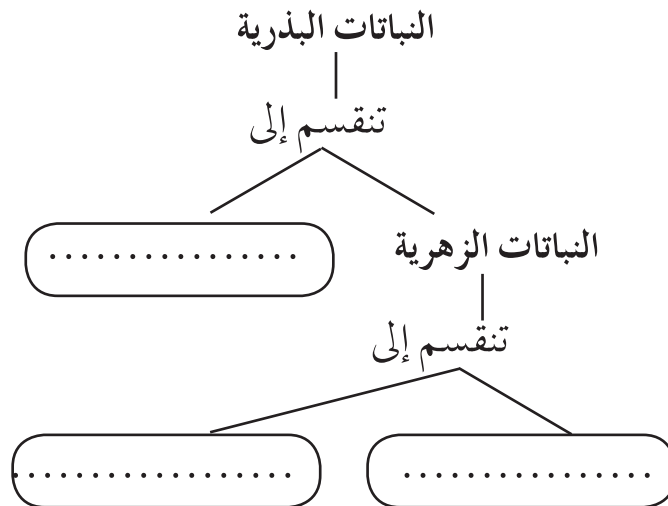 النباتات البذرية
تنقسم إلى
النباتات الزهرية
................
تنقسم إلى
................
.................